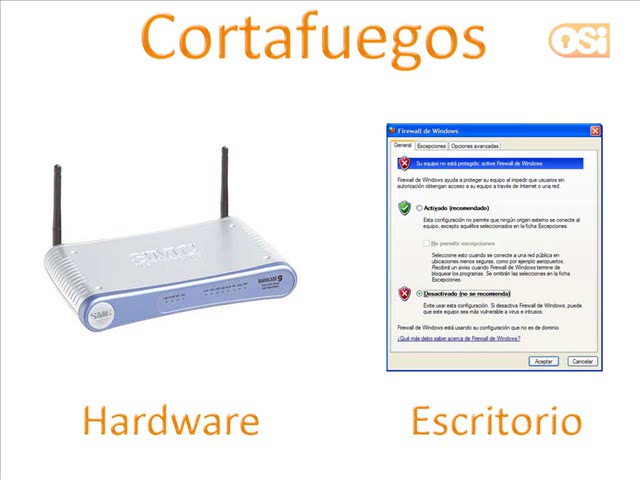 Cortafuegos
OSi
SMC
BARRICADE 9
SMC
Hardware
Firewall de Windows
General Excepciones Opciones avanzadas
Su equipo no está protegido: active Firewall de Windows
Firewall de Windows ayuda a proteger su equipo al impedir que usuarios sin
autorización obtengan acceso a su equipo a través de Internet o una red.
Activado (recomendado)
Esta configuración no permite que ningún origen externo se conecte al
equipo, excepto aquéllos seleccionados en la ficha Excepciones.
No permitir excepciones
Seleccione esto cuando se conecte a una red pública en
ubicaciones menos seguras, como por ejemplo aeropuertos.
Recibirá un aviso cuando Firewall de Windows termine de
bloquear los programas. Se omitirán las selecciones en la ficha
Excepciones.
Desactivado (no se recomienda)
Evite usar esta configuración. Si desactiva Firewall de Windows, puede
que este equipo sea más vulnerable a virus e intrusos.
Firewall de Windows está usando su configuración que no es de dominio.
¿Qué más debo saber acerca de Firewall de Windows?
Aceptar Cancelar
Escritorio